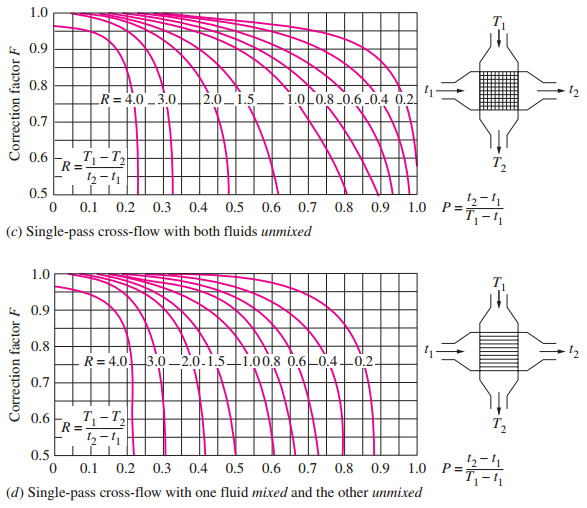 Correction factor F
1.0
0.9
0.8
0.7
0.6
0.5
R = 4.0 3.0 2.0 1.5 1.0 0.8 0.6 0.4 0.2
R = T1 − T2 / t2 − t1
0 0.1 0.2 0.3 0.4 0.5 0.6 0.7 0.8 0.9 1.0
P = t2 − t1 / T1 − t1
T1
t1
t2
T2
(c) Single-pass cross-flow with both fluids unmixed
Correction factor F
1.0
0.9
0.8
0.7
0.6
0.5
R = 4.0 3.0 2.0 1.5 1.0 0.8 0.6 0.4 0.2
R = T1 − T2 / t2 − t1
0 0.1 0.2 0.3 0.4 0.5 0.6 0.7 0.8 0.9 1.0
P = t2 − t1 / T1 − t1
T1
t1
t2
T2
(d) Single-pass cross-flow with one fluid mixed and the other unmixed